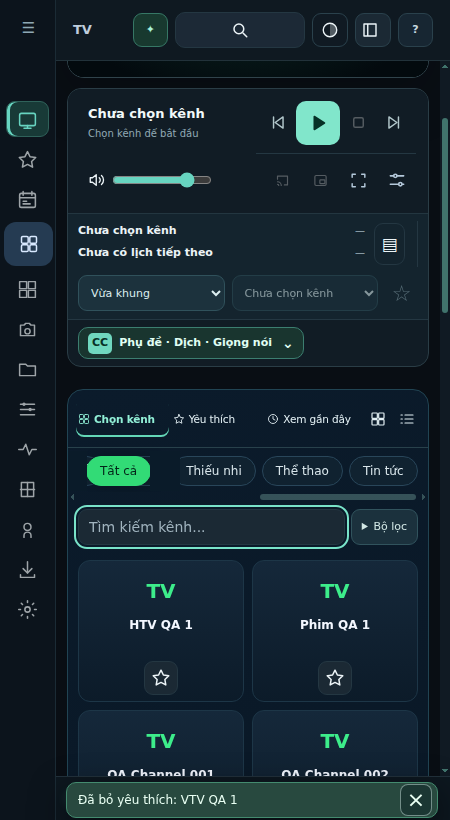 TV
?
Chưa chọn kênh
Chọn kênh để bắt đầu
Chưa chọn kênh
—
Chưa có lịch tiếp theo
—
Vừa khung
Chưa chọn kênh
CC Phụ đề · Dịch · Giọng nói
Chọn kênh
Yêu thích
Xem gần đây
Tất cả
Thiếu nhi
Thể thao
Tin tức
Tìm kiếm kênh...
Bộ lọc
TV
HTV QA 1
TV
Phim QA 1
TV
QA Channel 001
TV
QA Channel 002
Đã bỏ yêu thích: VTV QA 1